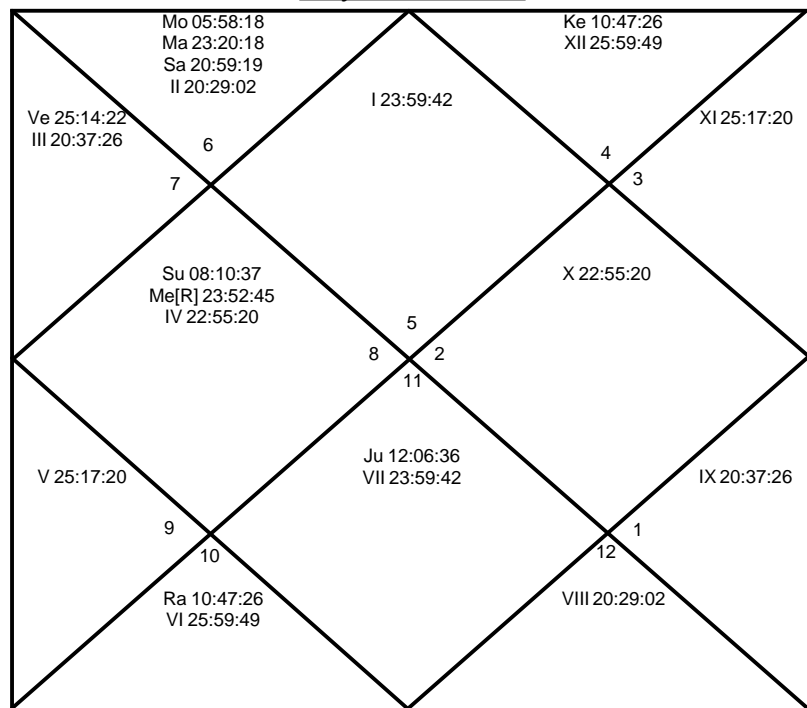 Mo 05:58:18
Ma 23:20:18
Sa 20:59:19
II 20:29:02
Ke 10:47:26
XII 25:59:49
I 23:59:42
Ve 25:14:22
III 20:37:26
XI 25:17:20
6
4
7
3
Su 08:10:37
Me[R] 23:52:45
IV 22:55:20
X 22:55:20
5
8
2
11
Ju 12:06:36
VII 23:59:42
V 25:17:20
IX 20:37:26
9
1
10
12
Ra 10:47:26
VI 25:59:49
VIII 20:29:02